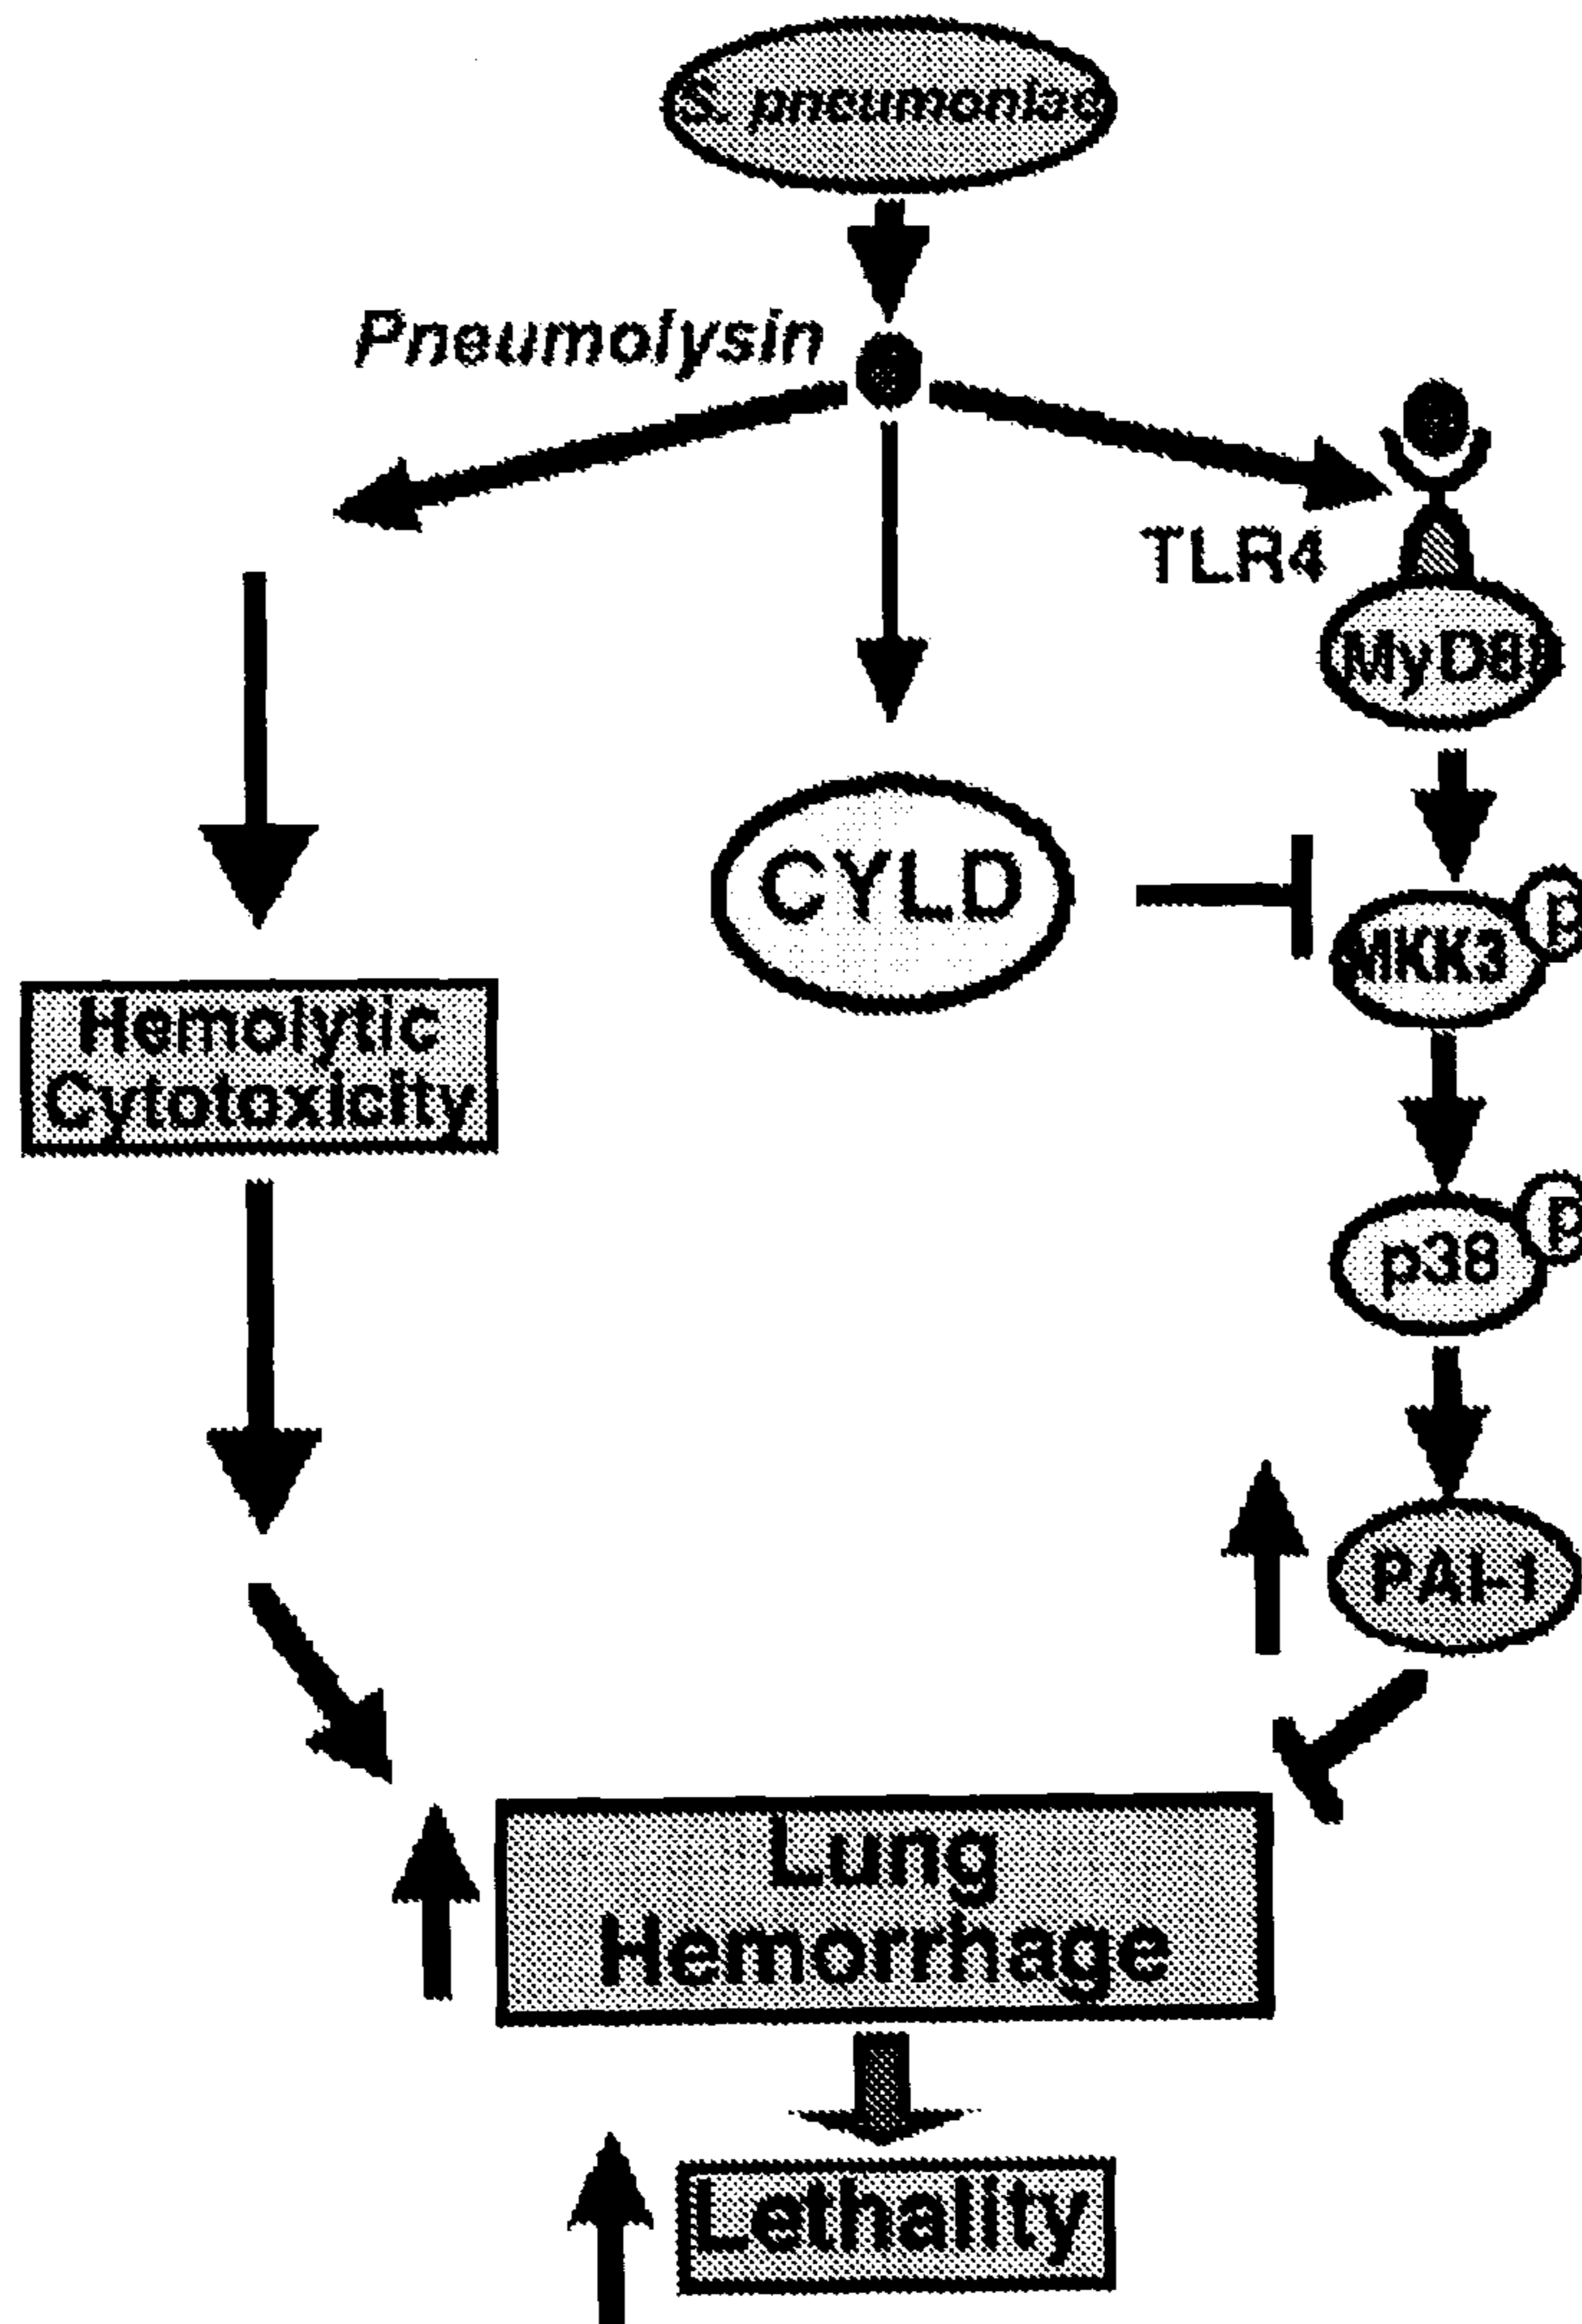 S. pneumoniae
Pneumolysin
TLR4
MyD88
CYLD
MKK3
P
Hemolytic
Cytotoxicity
p38
P
PAI-1
Lung
Hemorrhage
Lethality